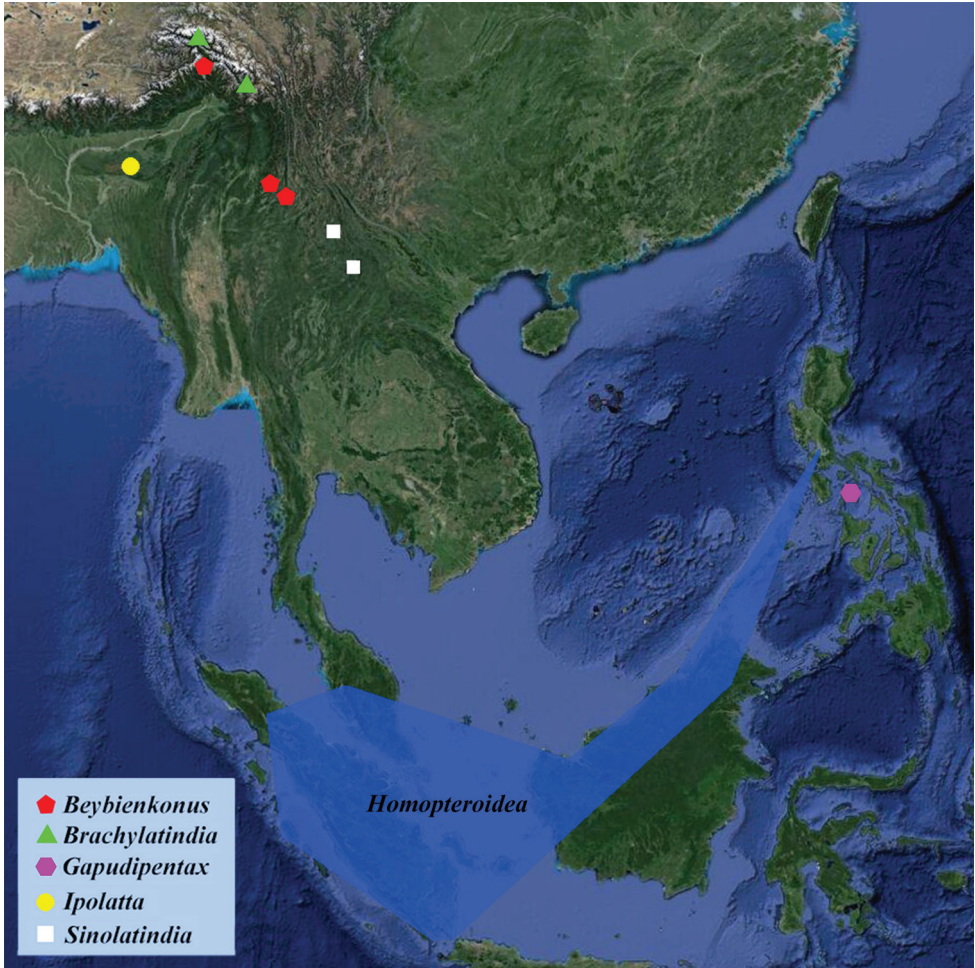 Homopteroidea
Beybienkonus
Brachylatindia
Gapudipentax
Ipolatta
Sinolatindia